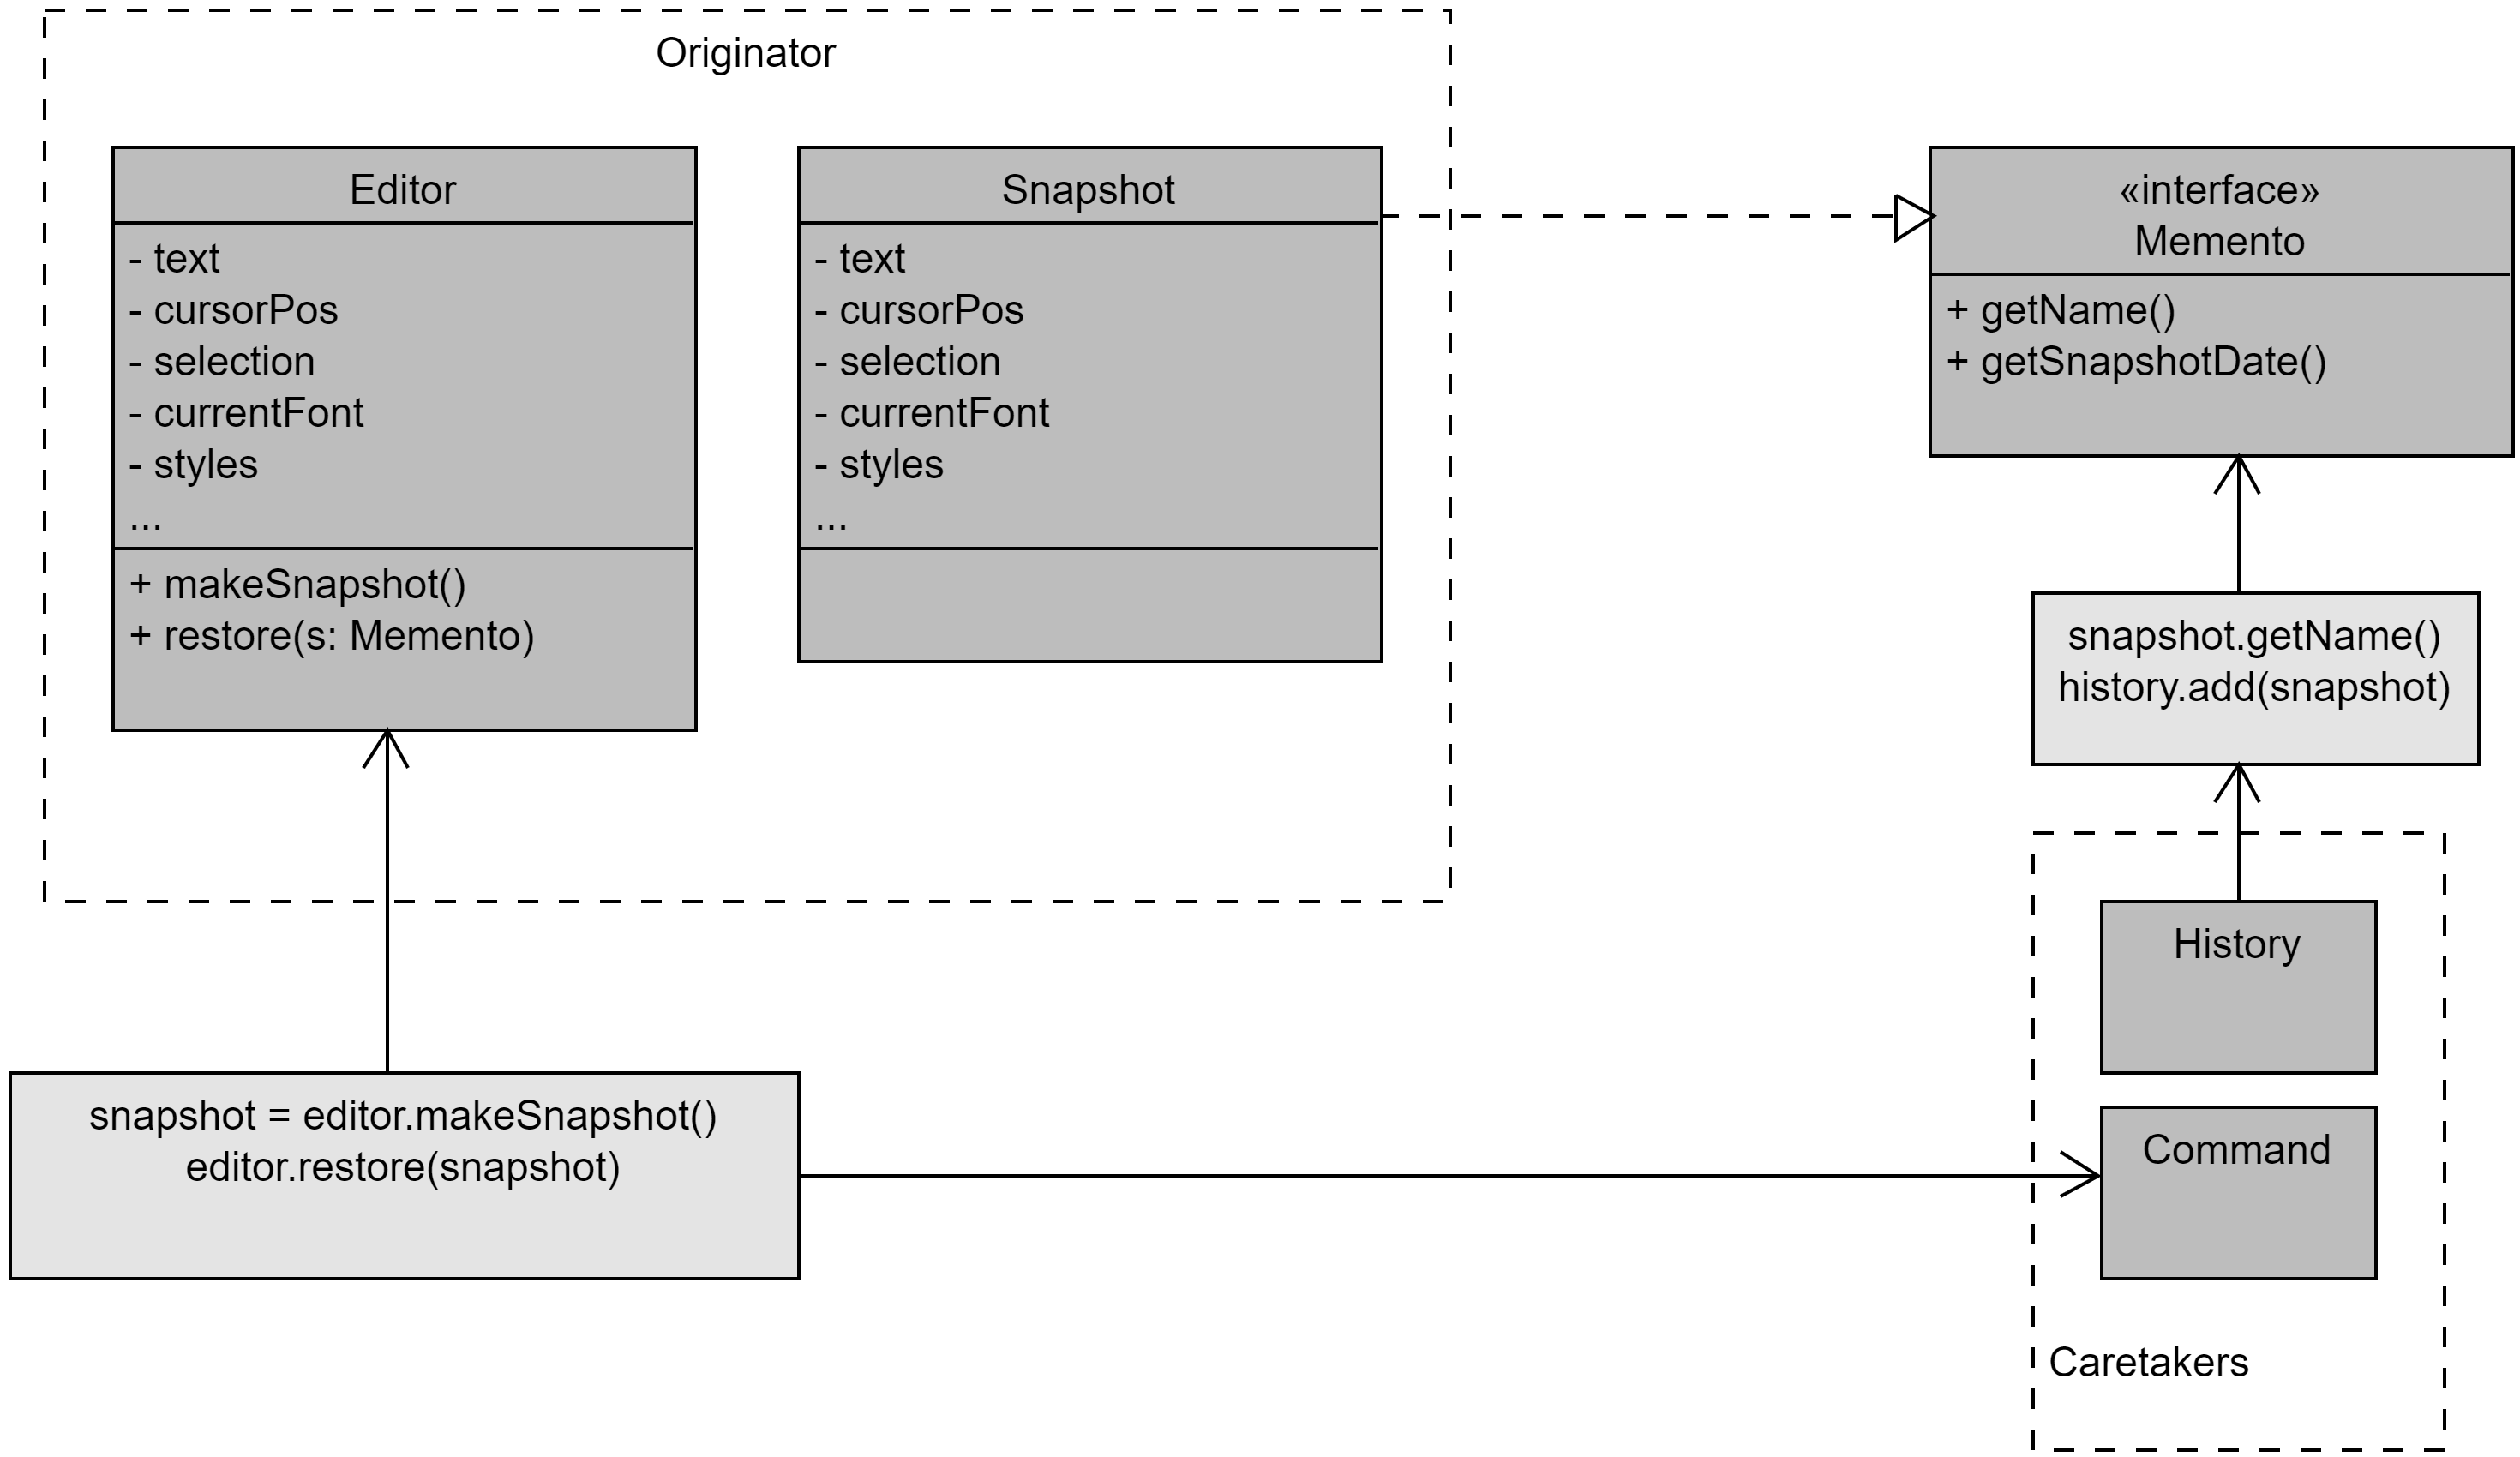 Originator
Editor
- text
- cursorPos
- selection
- currentFont
- styles
...
+ makeSnapshot()
+ restore(s: Memento)
Snapshot
- text
- cursorPos
- selection
- currentFont
- styles
...
«interface»
Memento
+ getName()
+ getSnapshotDate()
snapshot.getName()
history.add(snapshot)
History
Command
Caretakers
snapshot = editor.makeSnapshot()
editor.restore(snapshot)